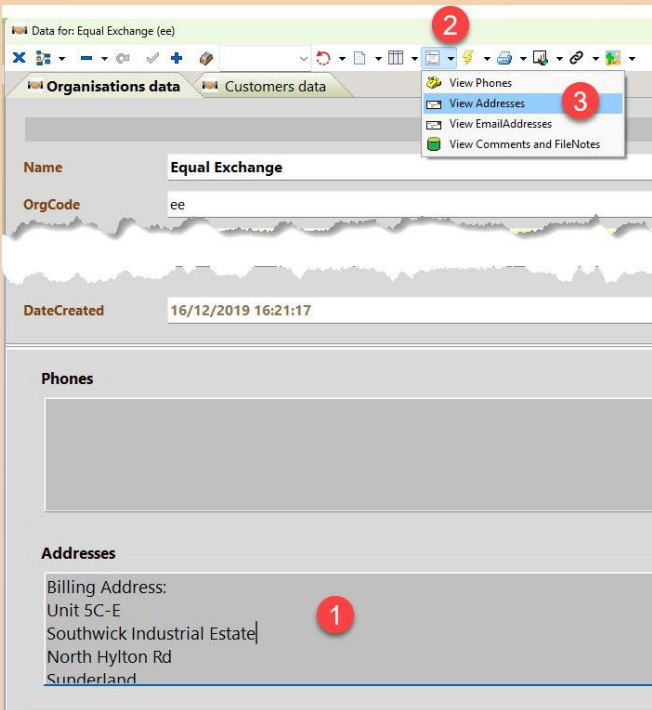 Data for: Equal Exchange (ee)
2
Organisations data
Customers data
View Phones
View Addresses
3
View EmailAddresses
View Comments and FileNotes
Name
Equal Exchange
OrgCode
ee
DateCreated
16/12/2019 16:21:17
Phones
Addresses
Billing Address:
Unit 5C-E
Southwick Industrial Estate
1
North Hylton Rd
Sunderland